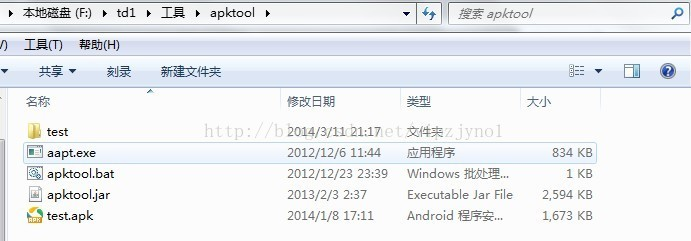 本地磁盘 (F:) ▸ td1 ▸ 工具 ▸ apktool
搜索 apktool
工具(T) 帮助(H)
共享 刻录 新建文件夹
名称 修改日期 类型 大小
test 2014/3/11 21:17 文件夹
aapt.exe 2012/12/6 11:44 应用程序 834 KB
apktool.bat 2012/12/23 23:39 Windows 批处理... 1 KB
apktool.jar 2013/2/3 2:37 Executable Jar File 2,594 KB
test.apk 2014/1/8 17:11 Android 程序安... 1,673 KB